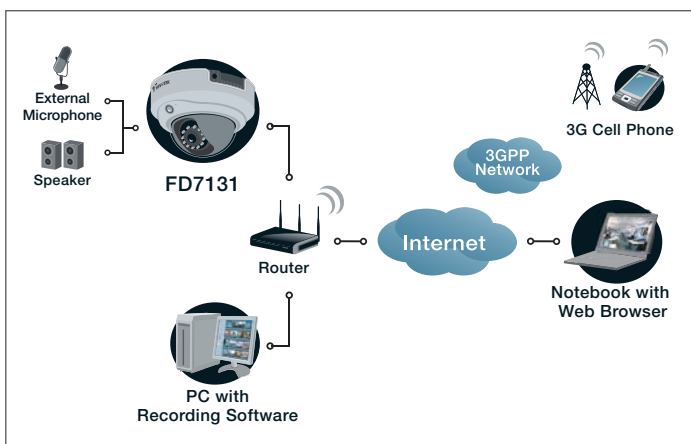 External
Microphone
Speaker
FD7131
3G Cell Phone
3GPP
Network
Router
Internet
Notebook with
Web Browser
PC with
Recording Software